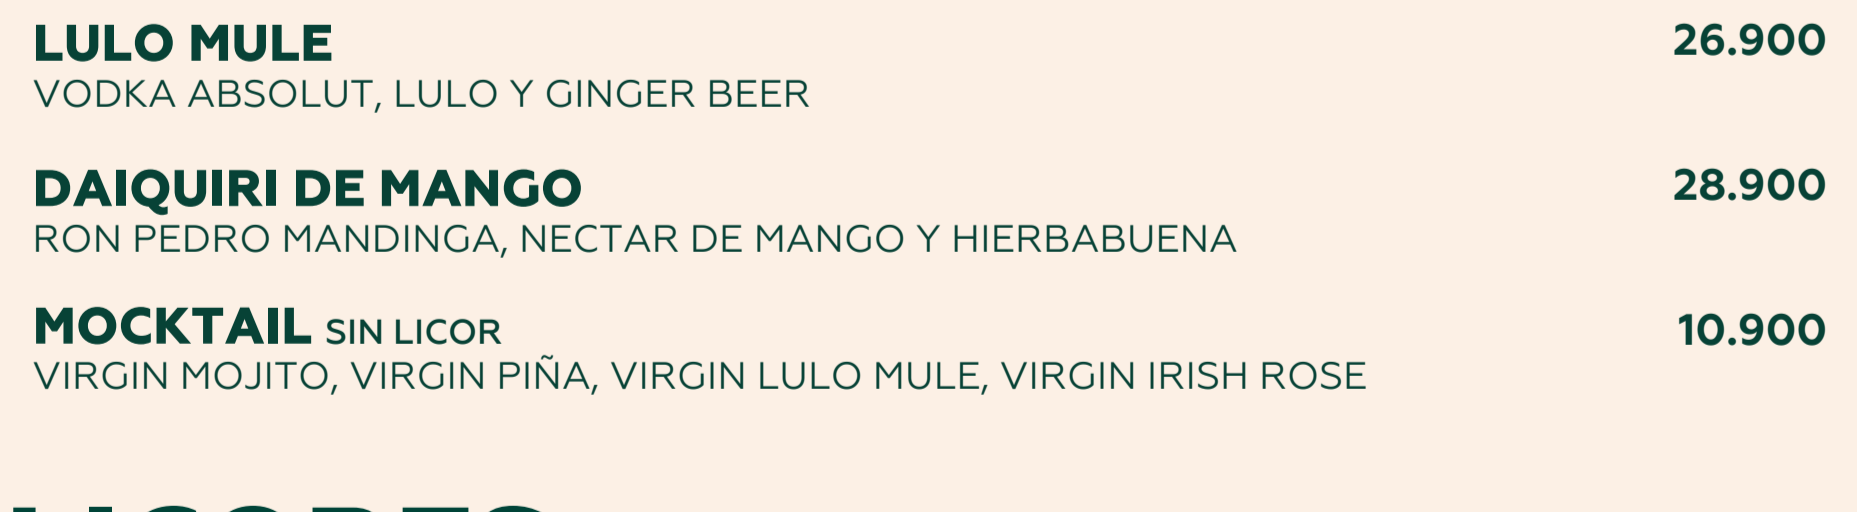 LULO MULE 26.900
VODKA ABSOLUT, LULO Y GINGER BEER
DAIQUIRI DE MANGO 28.900
RON PEDRO MANDINGA, NECTAR DE MANGO Y HIERBABUENA
MOCKTAIL SIN LICOR 10.900
VIRGIN MOJITO, VIRGIN PIÑA, VIRGIN LULO MULE, VIRGIN IRISH ROSE